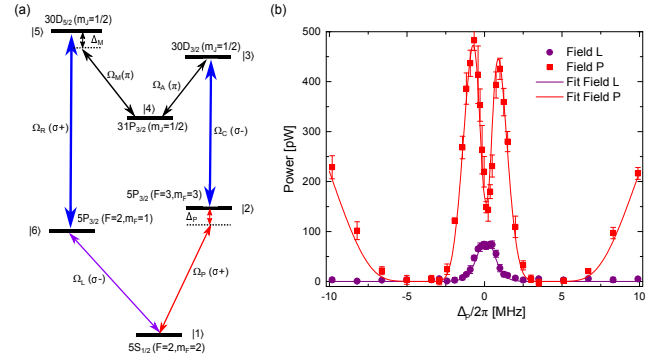 (a)
30D5/2 (mJ=1/2)
|5⟩
ΔM
30D3/2 (mJ=1/2)
|3⟩
ΩM(π)
ΩA (π)
|4⟩
31P3/2 (mJ=1/2)
ΩR (σ+)
ΩC (σ-)
5P3/2 (F=3,mF=3)
|2⟩
ΔP
5P3/2 (F=2,mF=1)
|6⟩
ΩL (σ-)
ΩP (σ+)
|1⟩
5S1/2 (F=2,mF=2)
(b)
Power [pW]
500
400
300
200
100
0
Field L
Field P
Fit Field L
Fit Field P
-10
-5
0
5
10
ΔP/2π [MHz]